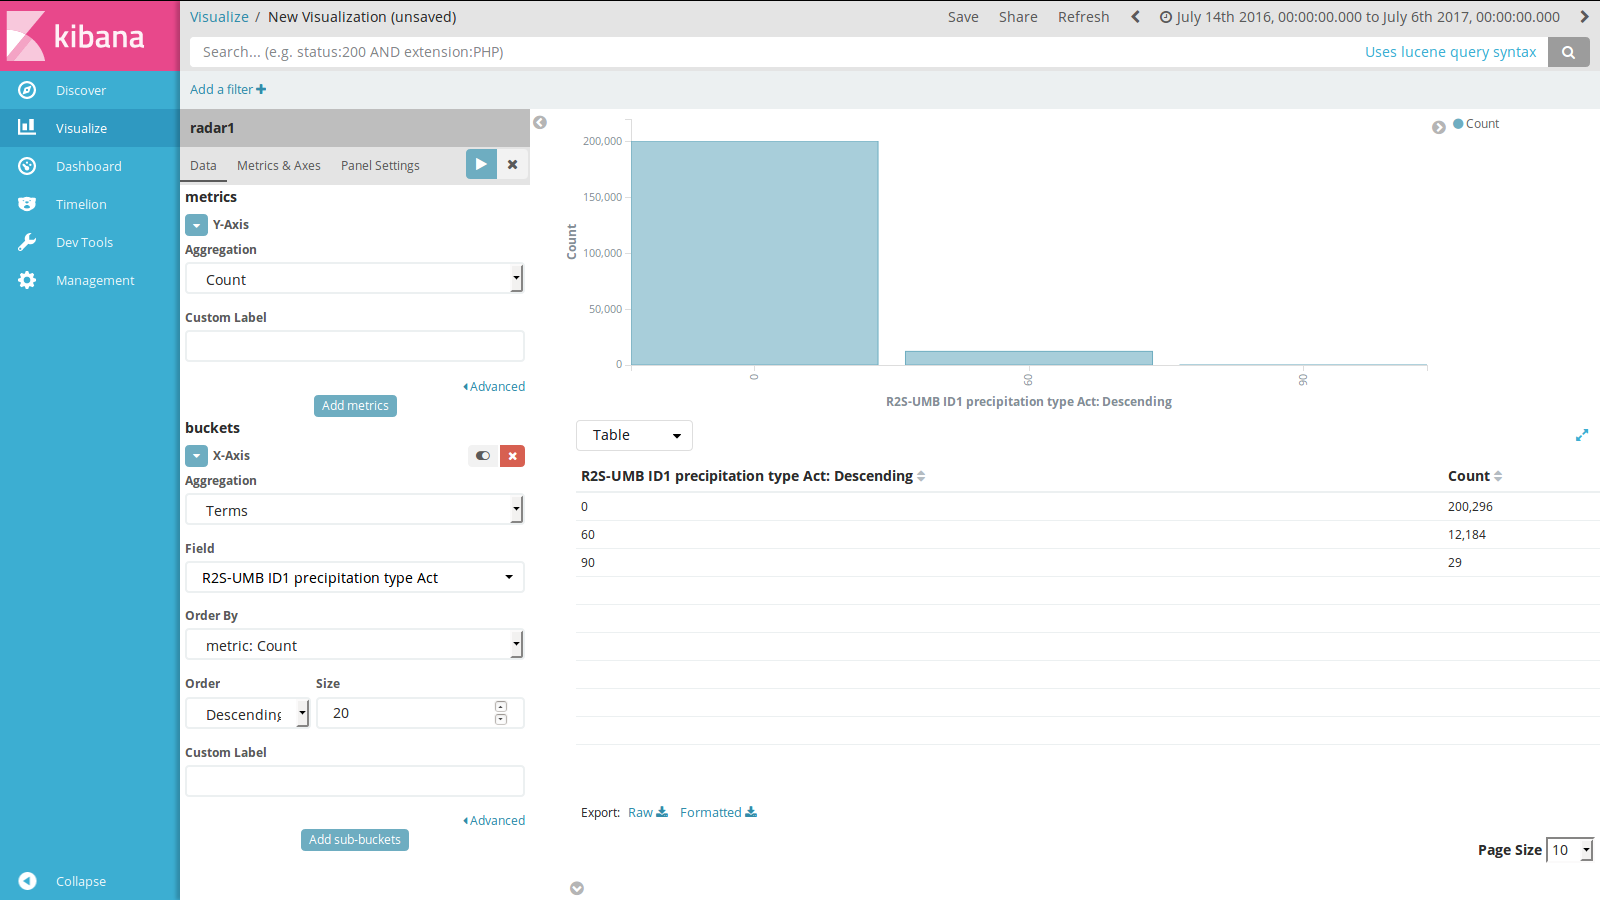 kibana
Discover
Visualize
Dashboard
Timelion
Dev Tools
Management
Collapse
Visualize / New Visualization (unsaved)
Save Share Refresh July 14th 2016, 00:00:00.000 to July 6th 2017, 00:00:00.000
Search... (e.g. status:200 AND extension:PHP) Uses lucene query syntax
Add a filter
radar1
Data Metrics & Axes Panel Settings
metrics
Y-Axis
Aggregation
Count
Custom Label
Advanced
Add metrics
buckets
X-Axis
Aggregation
Terms
Field
R2S-UMB ID1 precipitation type Act
Order By
metric: Count
Order Size
Descending 20
Custom Label
Advanced
Add sub-buckets
Count
200,000
150,000
100,000
50,000
0
Count
0 60 90
R2S-UMB ID1 precipitation type Act: Descending
Table
R2S-UMB ID1 precipitation type Act: Descending Count
0 200,296
60 12,184
90 29
Export: Raw Formatted
Page Size 10